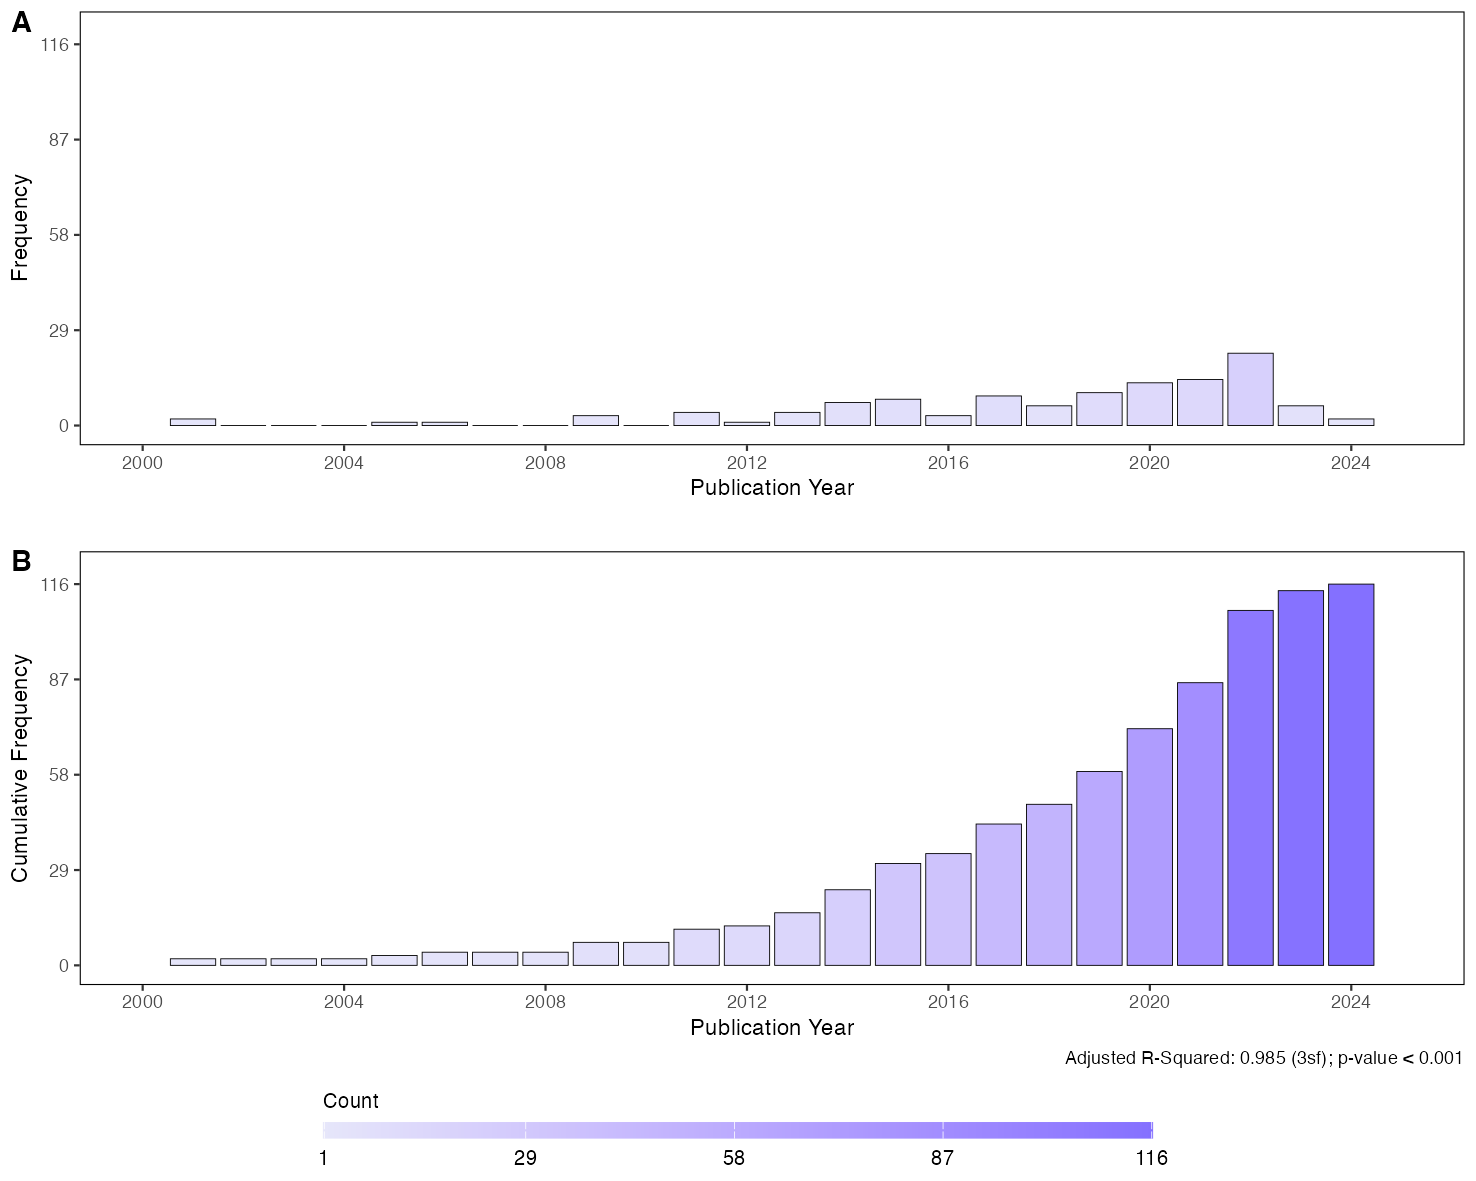 A
116
87
58
29
0
Frequency
2000 2004 2008 2012 2016 2020 2024
Publication Year
B
116
87
58
29
0
Cumulative Frequency
2000 2004 2008 2012 2016 2020 2024
Publication Year
Adjusted R-Squared: 0.985 (3sf); p-value < 0.001
Count
1 29 58 87 116